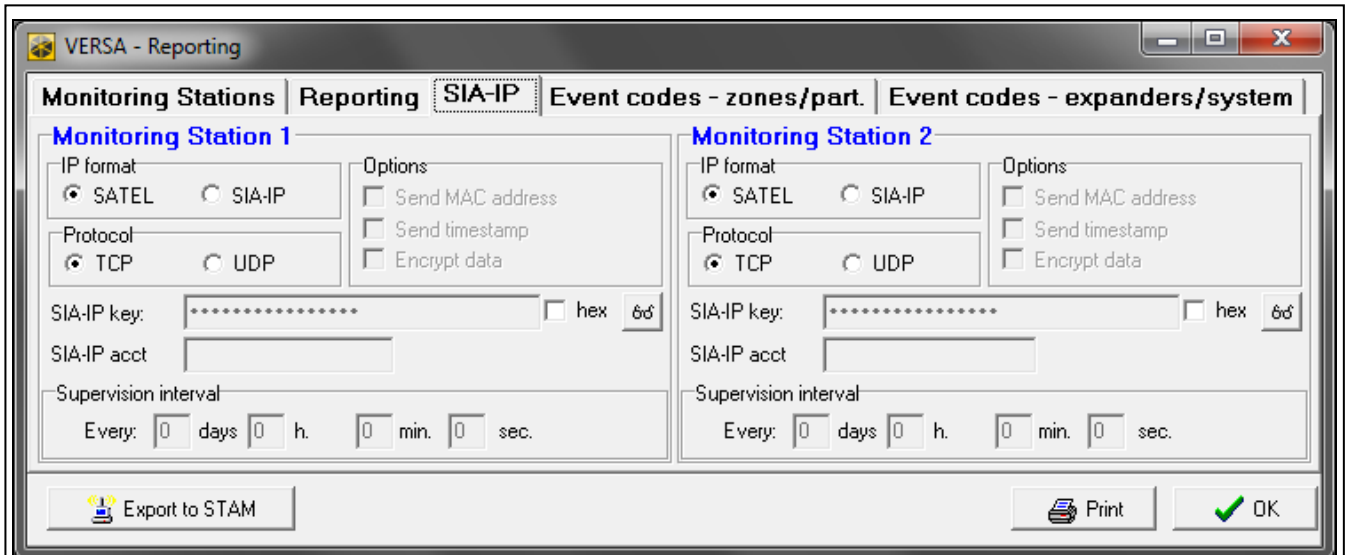 VERSA - Reporting
Monitoring Stations Reporting SIA-IP Event codes - zones/part. Event codes - expanders/system
Monitoring Station 1
IP format
SATEL SIA-IP
Options
Send MAC address
Send timestamp
Encrypt data
Protocol
TCP UDP
SIA-IP key: **************** hex
SIA-IP acct
Supervision interval
Every: 0 days 0 h. 0 min. 0 sec.
Monitoring Station 2
IP format
SATEL SIA-IP
Options
Send MAC address
Send timestamp
Encrypt data
Protocol
TCP UDP
SIA-IP key: **************** hex
SIA-IP acct
Supervision interval
Every: 0 days 0 h. 0 min. 0 sec.
Export to STAM Print OK